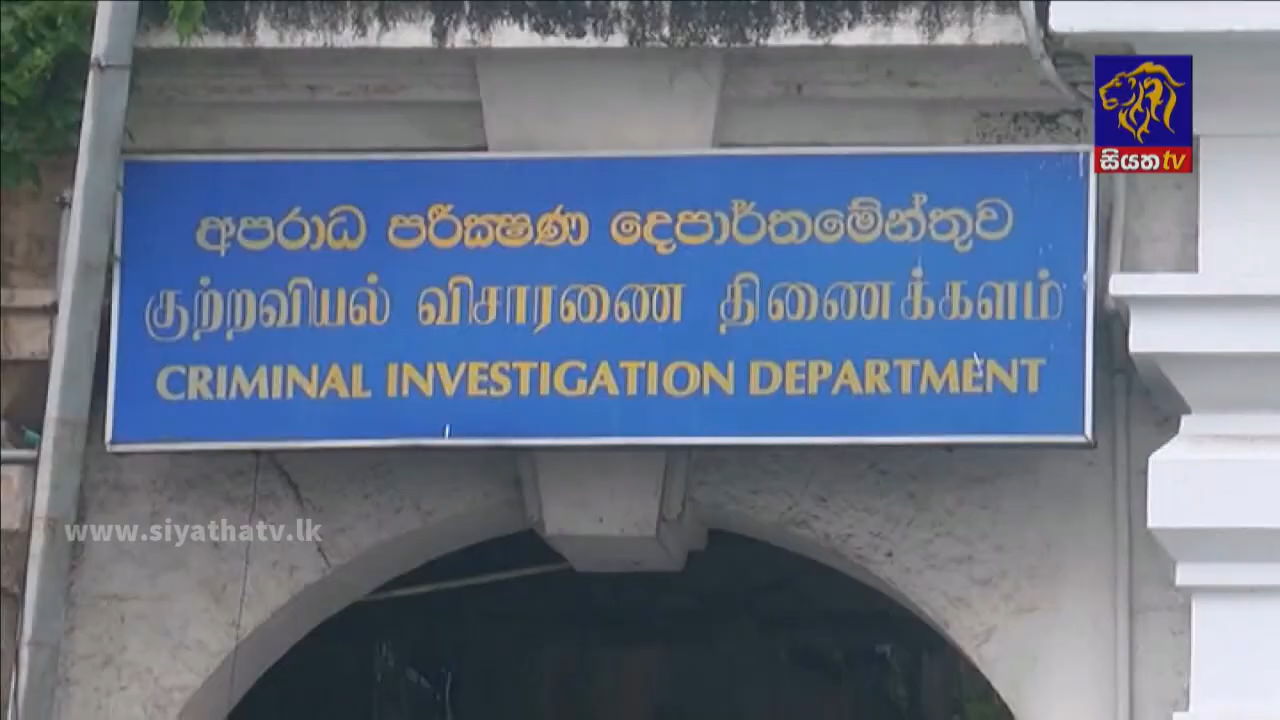 සියත tv
අපරාධ පරීක්ෂණ දෙපාර්තමේන්තුව
குற்றவியல் விசாரணை திணைக்களம்
CRIMINAL INVESTIGATION DEPARTMENT
www.siyathatv.lk